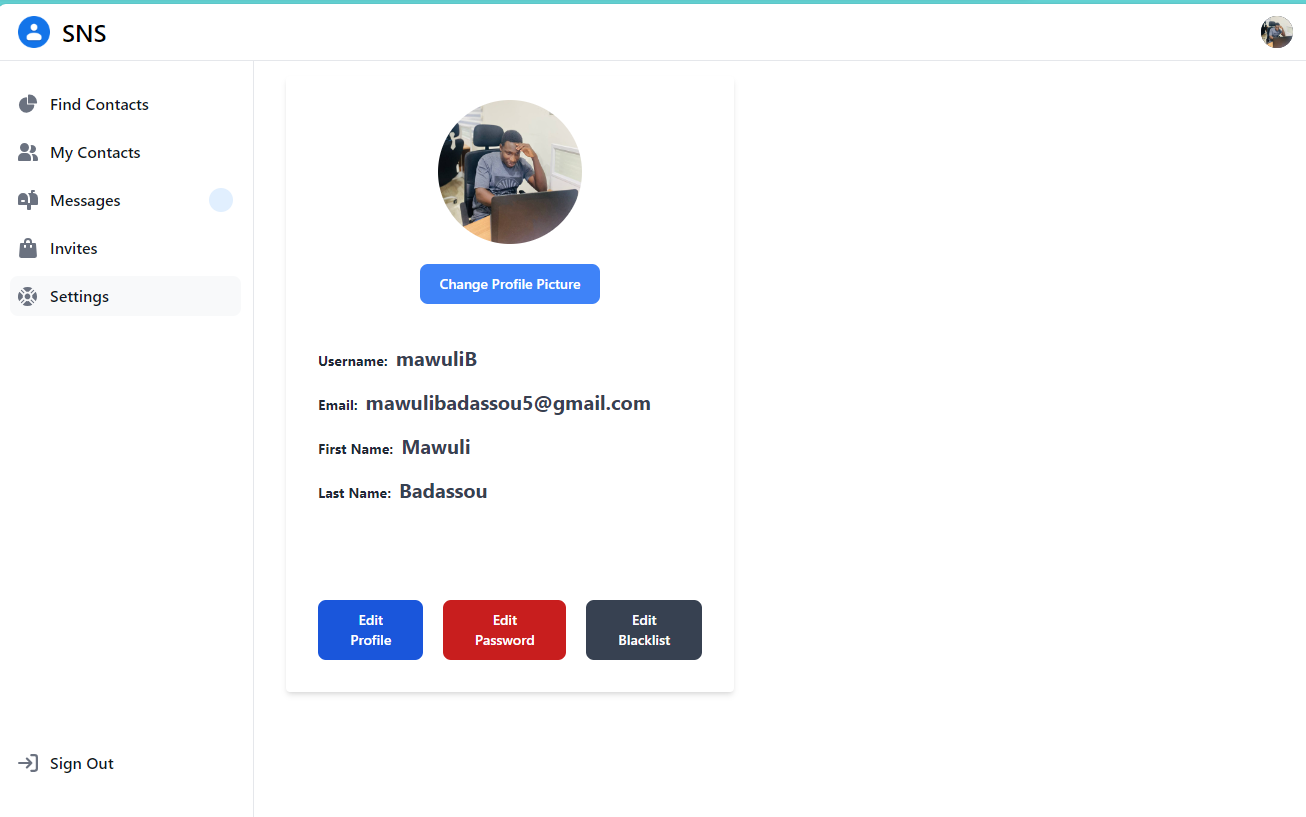 SNS
Find Contacts
My Contacts
Messages
Invites
Settings
Sign Out
Change Profile Picture
Username: mawuliB
Email: mawulibadassou5@gmail.com
First Name: Mawuli
Last Name: Badassou
Edit
Profile
Edit
Password
Edit
Blacklist